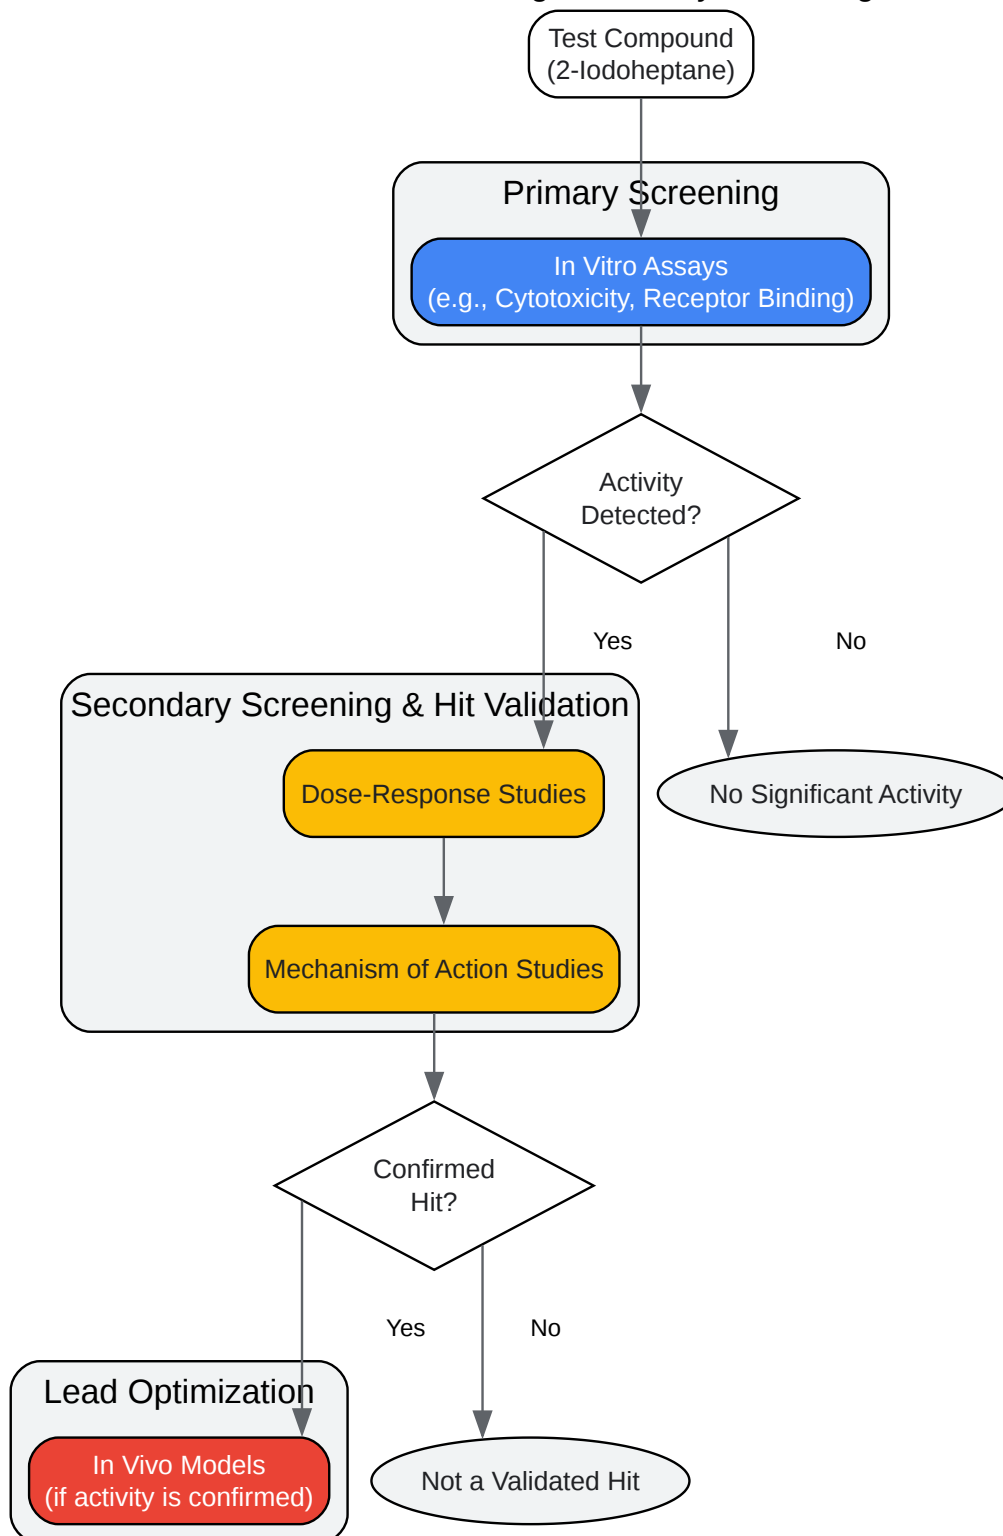 Test Compound
(2-Iodoheptane)
Primary Screening
In Vitro Assays
(e.g., Cytotoxicity, Receptor Binding)
Activity
Detected?
Yes
No
Secondary Screening & Hit Validation
Dose-Response Studies
No Significant Activity
Mechanism of Action Studies
Confirmed
Hit?
Yes
No
Lead Optimization
In Vivo Models
(if activity is confirmed)
Not a Validated Hit